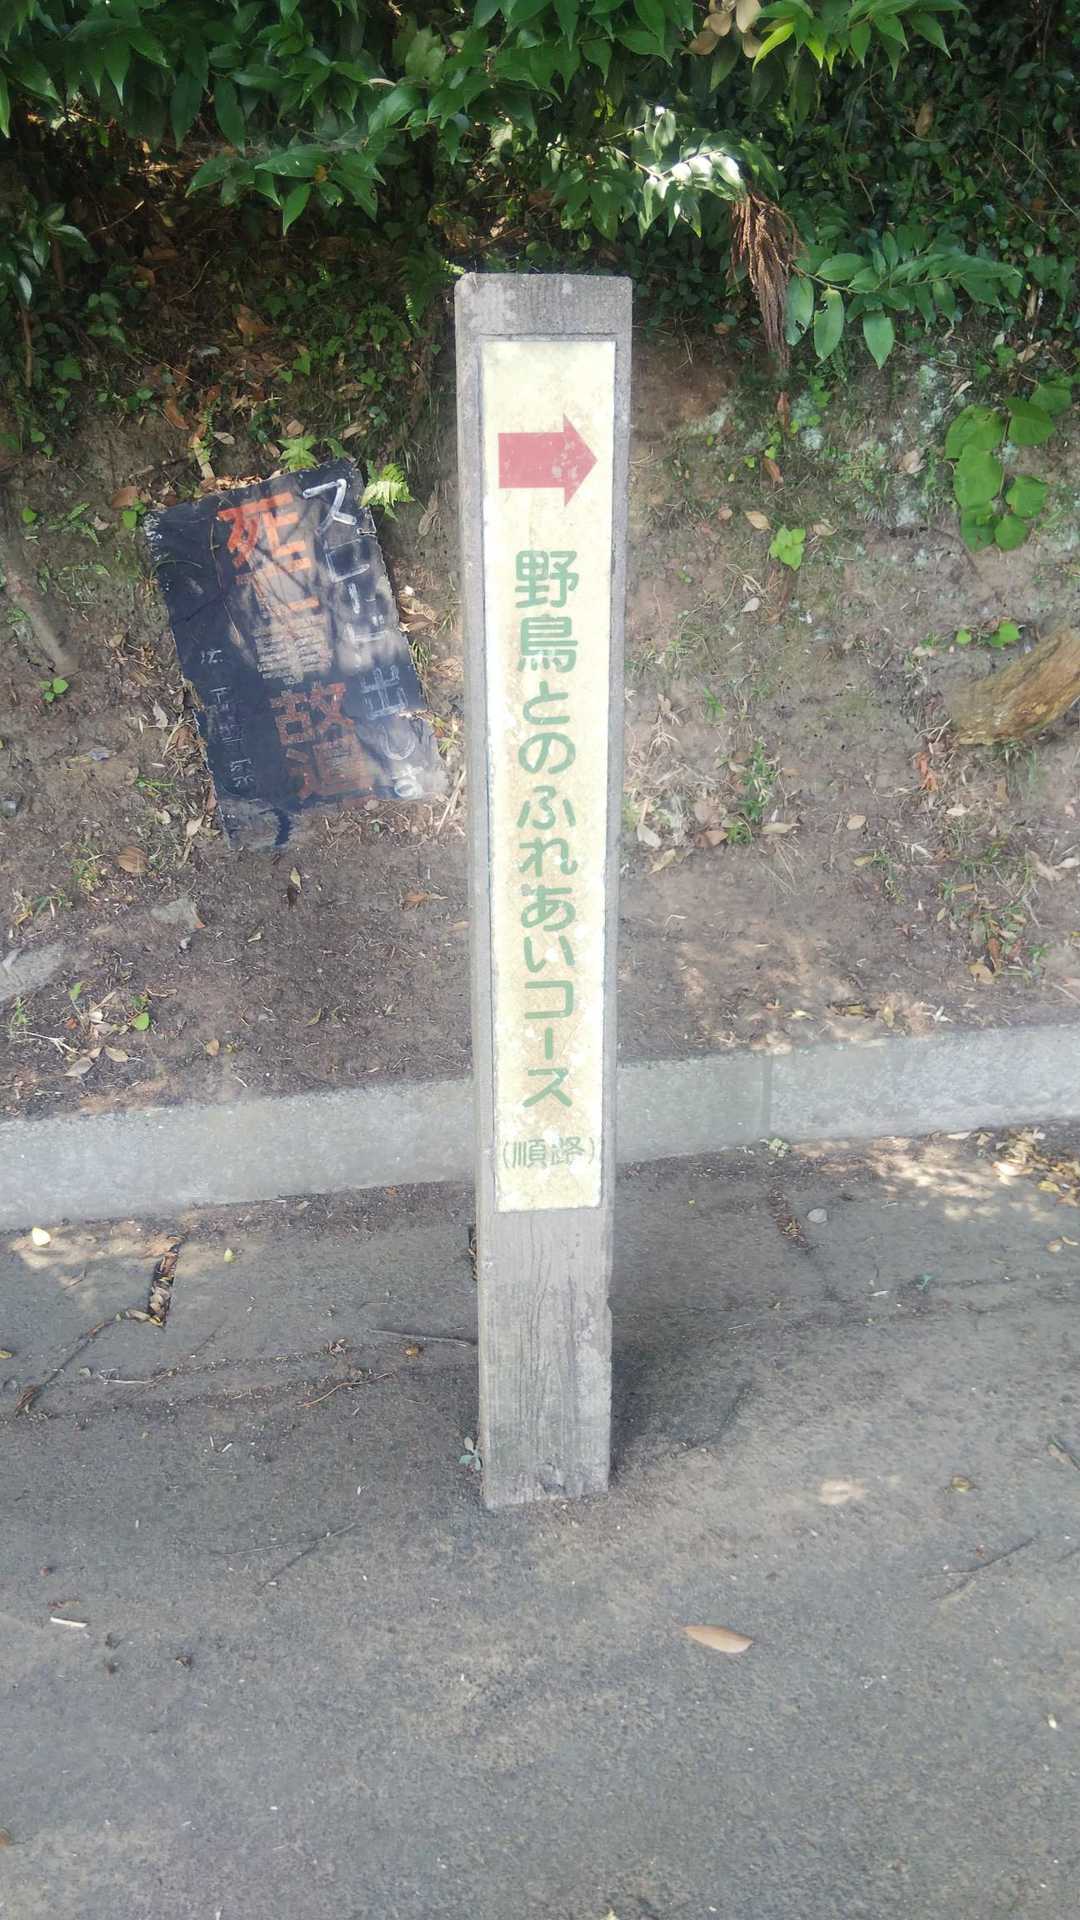 野鳥とのふれあいコース
(順路)
スピード出しす
死亡事故道